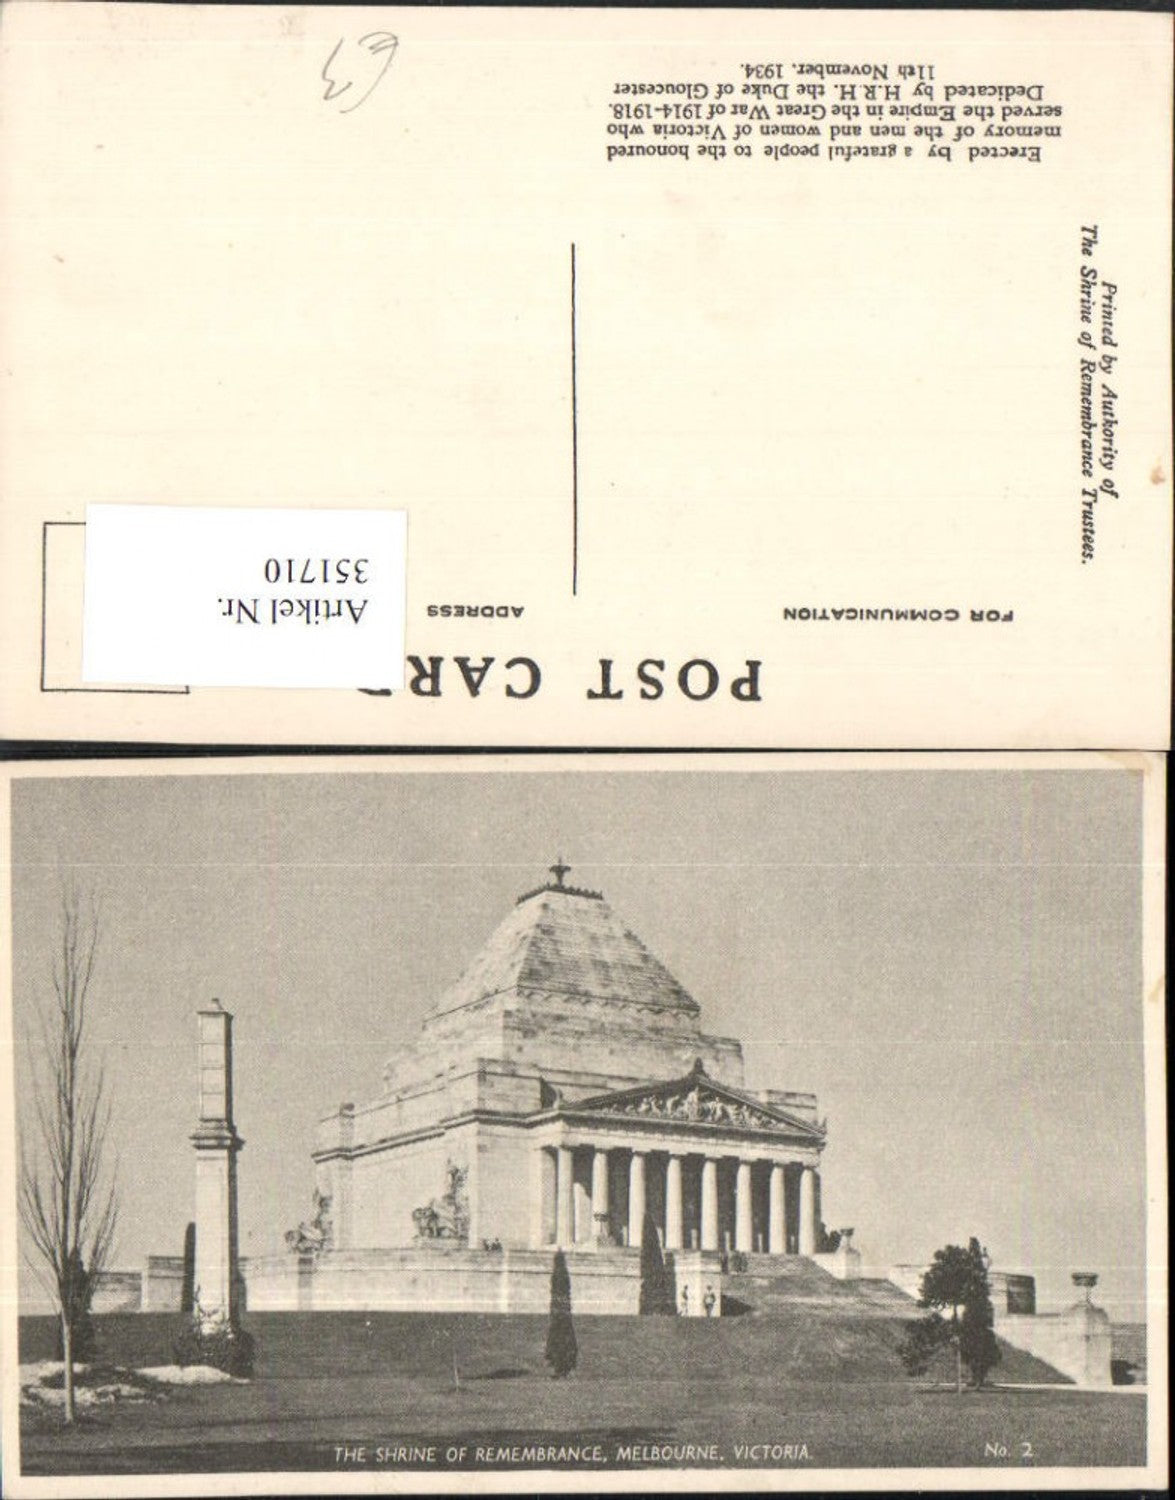 POST CAR
FOR COMMUNICATION
ADDRESS
Artikel Nr.
351710
Printed by Authority of
The Shrine of Remembrance Trustees.
Erected by a grateful people to the honoured
memory of the men and women of Victoria who
served the Empire in the Great War of 1914-1918.
Dedicated by H.R.H. the Duke of Gloucester
11th November, 1934.
THE SHRINE OF REMEMBRANCE, MELBOURNE, VICTORIA.
No. 2